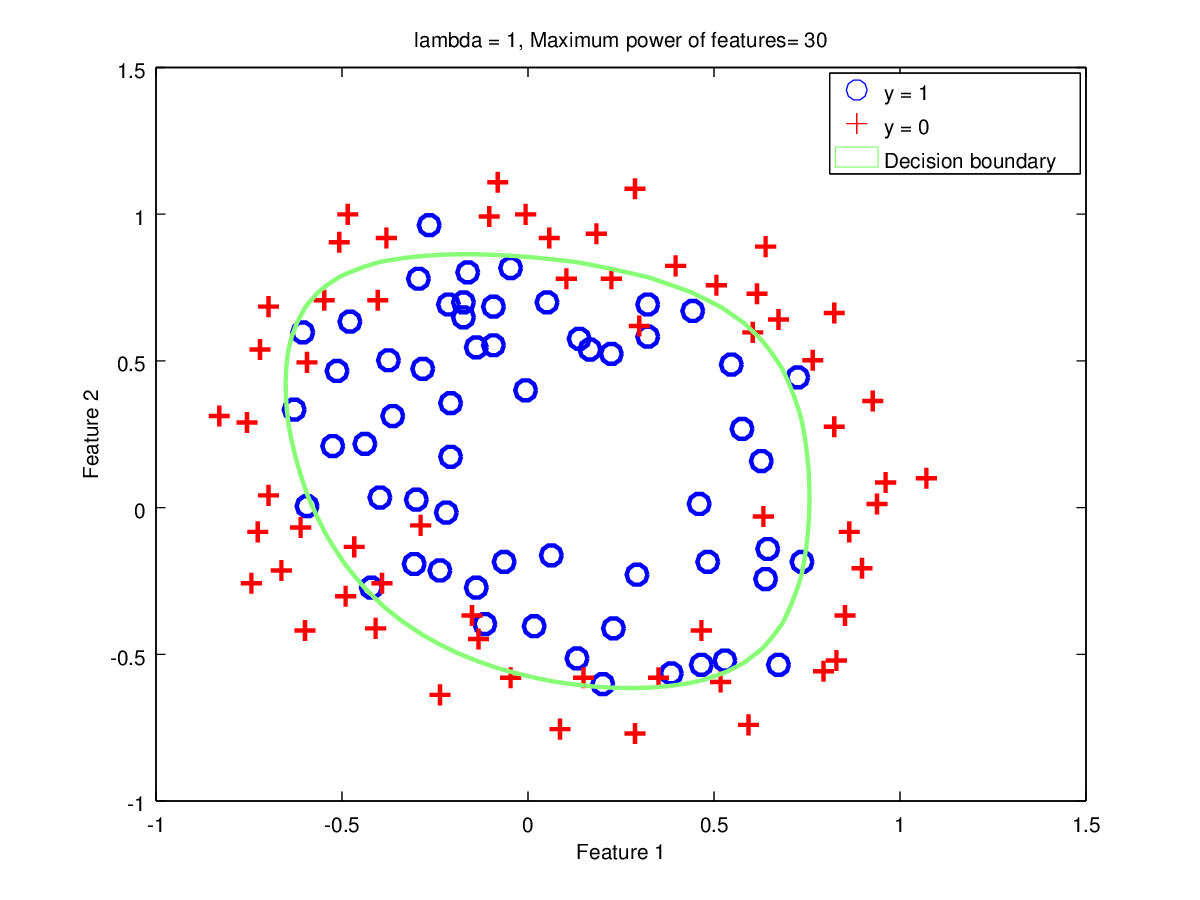 lambda = 1, Maximum power of features= 30
1.5
y = 1
y = 0
Decision boundary
1
0.5
Feature 2
0
-0.5
-1
-1
-0.5
0
0.5
1
1.5
Feature 1